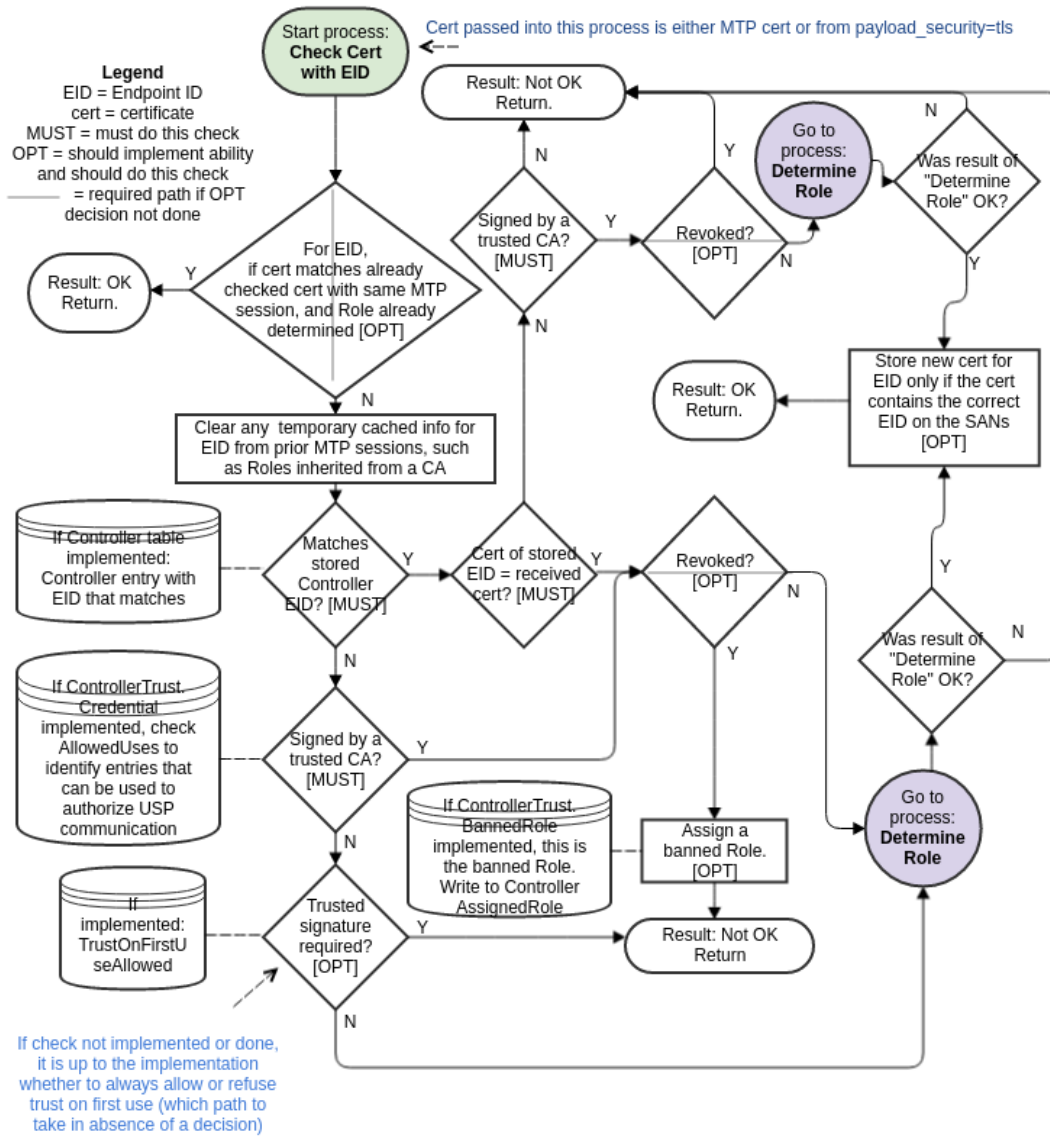 Start process:
Check Cert
with EID
Cert passed into this process is either MTP cert or from payload_security=tls
Legend
EID = Endpoint ID
cert = certificate
MUST = must do this check
OPT = should implement ability
and should do this check
= required path if OPT
decision not done
Result: Not OK
Return.
N
Y
Go to
process:
Determine
Role
N
Was result of
"Determine
Role" OK?
Signed by a
trusted CA?
[MUST]
Y
Revoked?
[OPT]
N
Y
For EID,
if cert matches already
checked cert with same MTP
session, and Role already
determined [OPT]
Y
Result: OK
Return.
N
N
Clear any temporary cached info for
EID from prior MTP sessions, such
as Roles inherited from a CA
Result: OK
Return.
Store new cert for
EID only if the cert
contains the correct
EID on the SANs
[OPT]
If Controller table
implemented:
Controller entry with
EID that matches
Matches
stored
Controller
EID? [MUST]
Y
Cert of stored
EID = received
cert? [MUST]
Y
Revoked?
[OPT]
N
Y
Y
Was result of
"Determine
Role" OK?
N
N
If ControllerTrust.
Credential
implemented, check
AllowedUses to
identify entries that
can be used to
authorize USP
communication
Signed by a
trusted CA?
[MUST]
Y
N
If ControllerTrust.
BannedRole
implemented, this is
the banned Role.
Write to Controller
AssignedRole
Assign a
banned Role.
[OPT]
Go to
process:
Determine
Role
If
implemented:
TrustOnFirstU
seAllowed
Trusted
signature
required?
[OPT]
Y
Result: Not OK
Return
N
If check not implemented or done,
it is up to the implementation
whether to always allow or refuse
trust on first use (which path to
take in absence of a decision)